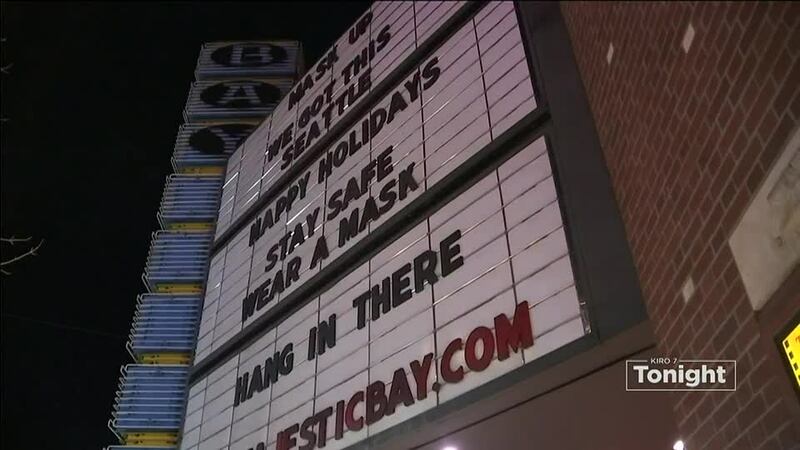 B
A
Y
MASK UP
WE GOT THIS
SEATTLE
HAPPY HOLIDAYS
STAY SAFE
WEAR A MASK
HANG IN THERE
JESTICBAY.COM
KIRO 7
Tonight